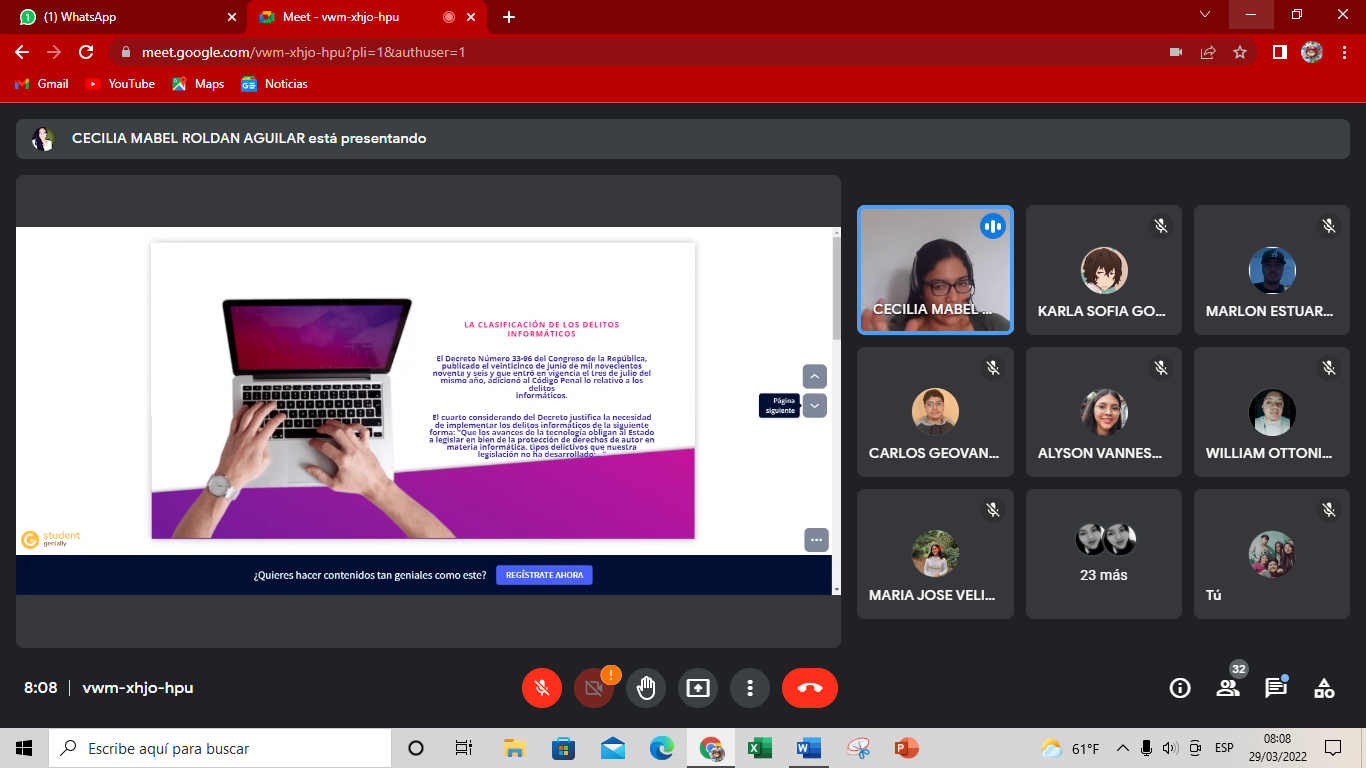 (1) WhatsApp
Meet - vwm-xhjo-hpu
meet.google.com/vwm-xhjo-hpu?pli=1&authuser=1
Gmail
YouTube
Maps
Noticias
CECILIA MABEL ROLDAN AGUILAR está presentando
LA CLASIFICACIÓN DE LOS DELITOS
INFORMÁTICOS
El Decreto Número 33-96 del Congreso de la República,
publicado el veinticinco de junio de mil novecientos
noventa y seis y que entró en vigencia el tres de julio del
mismo año, adicionó al Código Penal lo relativo a los
delitos
informáticos.
El cuarto considerando del Decreto justifica la necesidad
de implementar los delitos informáticos de la siguiente
forma: "Que los avances de la tecnología obligan al Estado
a legislar en bien de la protección de derechos de autor en
materia informática, tipos delictivos que nuestra
legislación no ha desarrollado:..."
Página
siguiente
student
genially
¿Quieres hacer contenidos tan geniales como este?
REGÍSTRATE AHORA
CECILIA MABEL ...
KARLA SOFIA GO...
MARLON ESTUAR...
CARLOS GEOVAN...
ALYSON VANNES...
WILLIAM OTTONI...
MARIA JOSE VELI...
23 más
Tú
8:08 | vwm-xhjo-hpu
32
Escribe aquí para buscar
61°F
ESP
08:08
29/03/2022